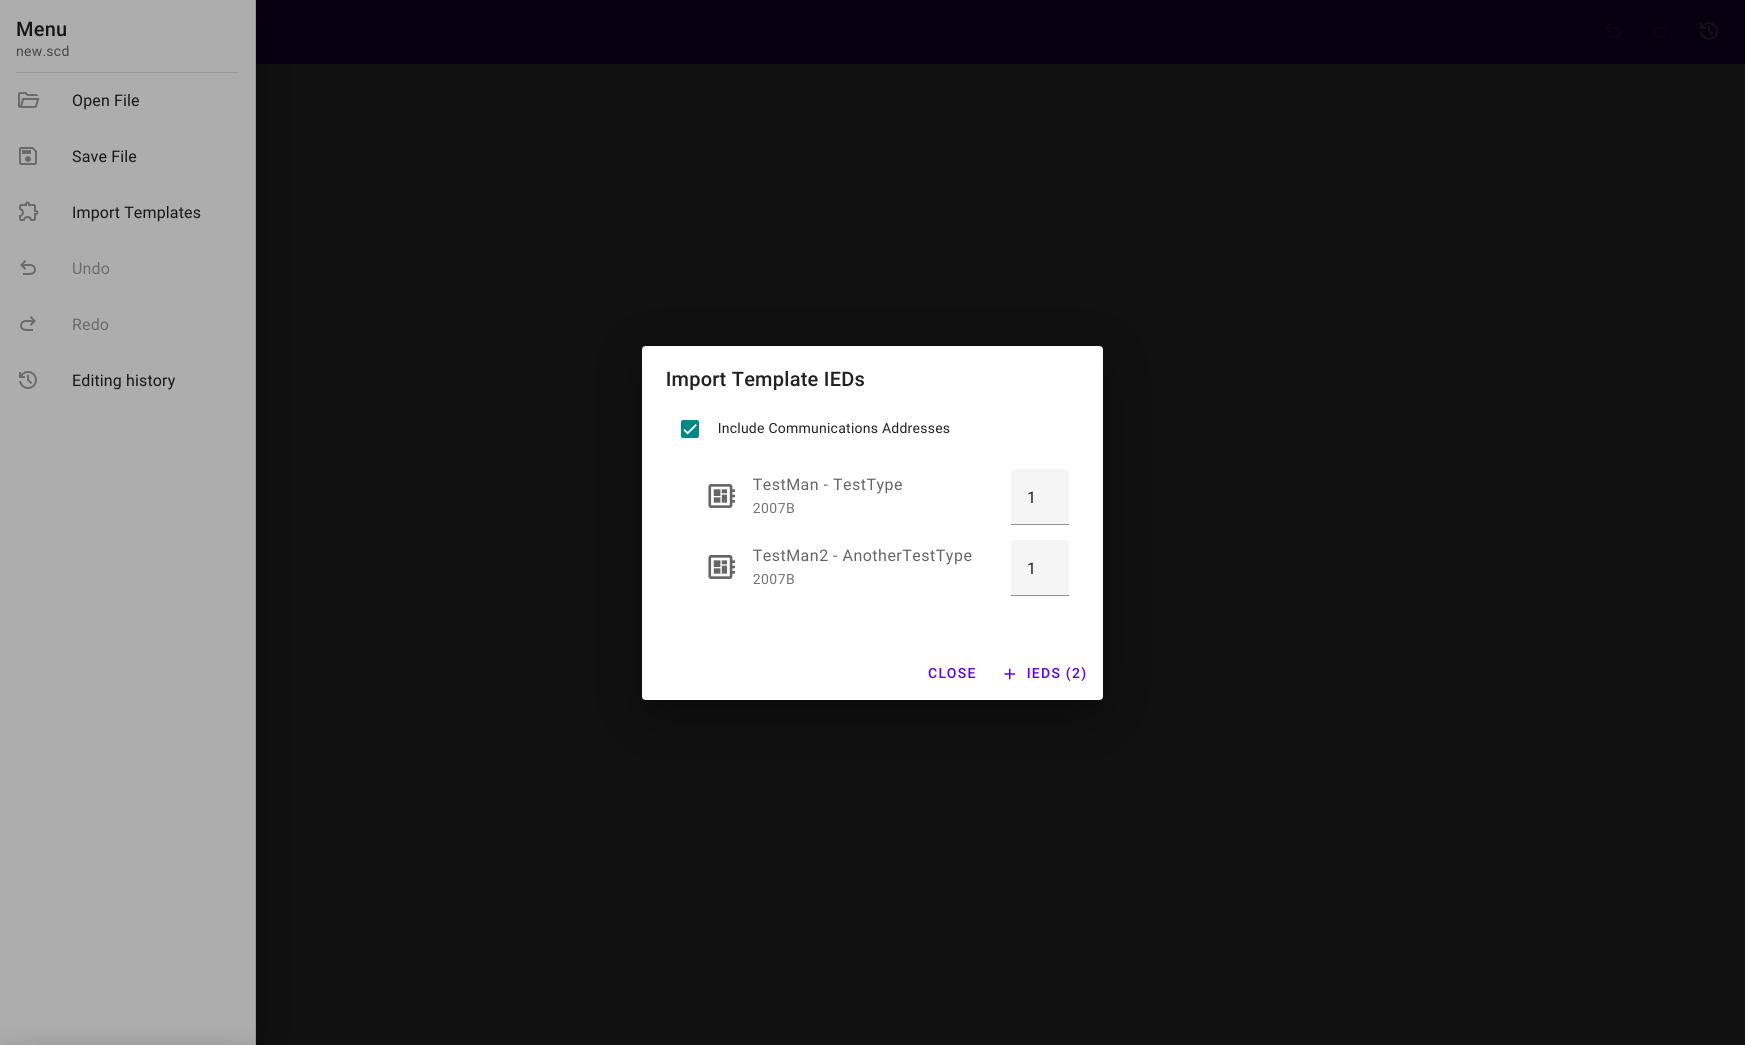 Menu
new.scd
Open File
Save File
Import Templates
Undo
Redo
Editing history
Import Template IEDs
Include Communications Addresses
TestMan - TestType
2007B
1
TestMan2 - AnotherTestType
2007B
1
CLOSE
+ IEDS (2)